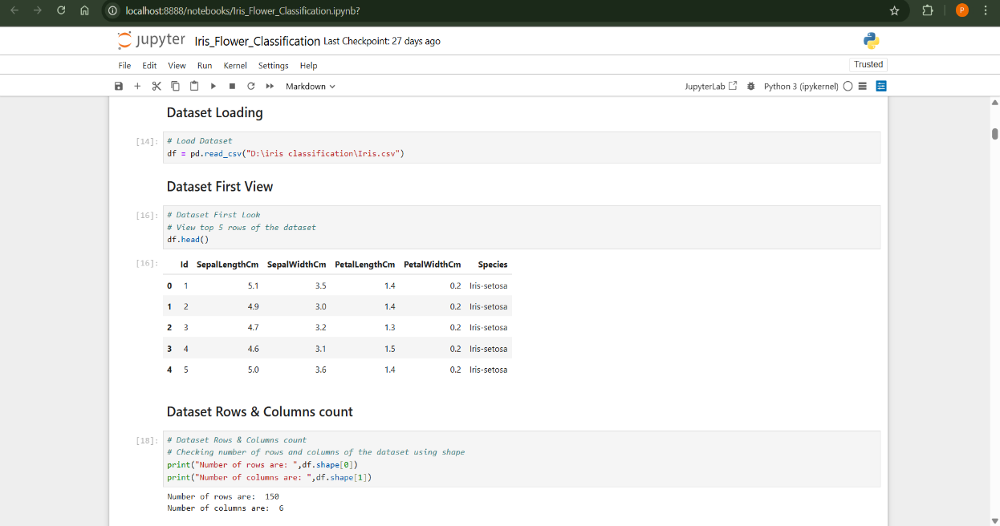 localhost:8888/notebooks/Iris_Flower_Classification.ipynb?
P
jupyter Iris_Flower_Classification Last Checkpoint: 27 days ago
File Edit View Run Kernel Settings Help
Trusted
Markdown
JupyterLab
Python 3 (ipykernel)
Dataset Loading
[14]:
# Load Dataset
df = pd.read_csv("D:\iris classification\Iris.csv")
Dataset First View
[16]:
# Dataset First Look
# View top 5 rows of the dataset
df.head()
[16]:
Id SepalLengthCm SepalWidthCm PetalLengthCm PetalWidthCm Species
0 1 5.1 3.5 1.4 0.2 Iris-setosa
1 2 4.9 3.0 1.4 0.2 Iris-setosa
2 3 4.7 3.2 1.3 0.2 Iris-setosa
3 4 4.6 3.1 1.5 0.2 Iris-setosa
4 5 5.0 3.6 1.4 0.2 Iris-setosa
Dataset Rows & Columns count
[18]:
# Dataset Rows & Columns count
# Checking number of rows and columns of the dataset using shape
print("Number of rows are: ",df.shape[0])
print("Number of columns are: ",df.shape[1])
Number of rows are:  150
Number of columns are:  6